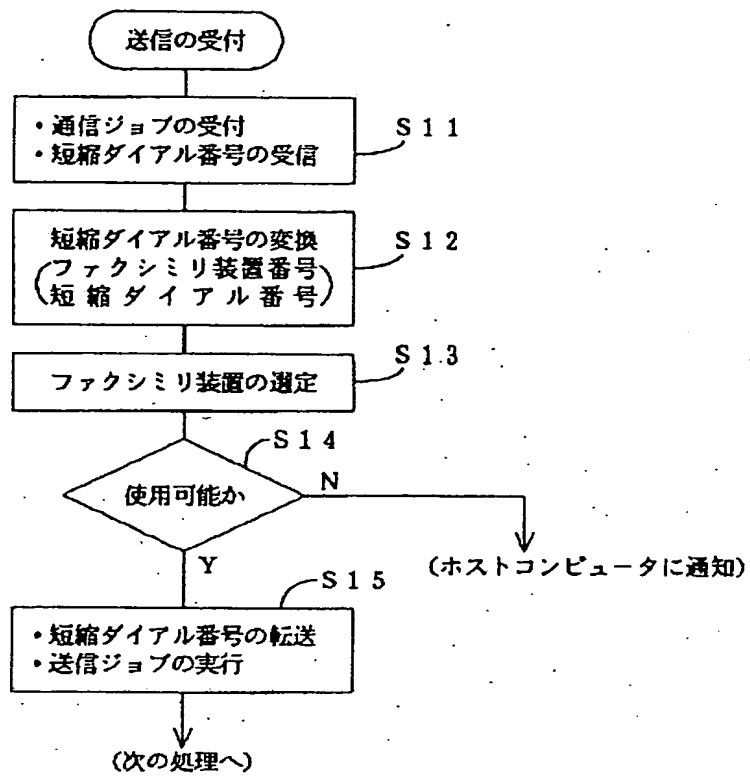 送信の受付
・通信ジョブの受付
・短縮ダイアル番号の受信
S11
短縮ダイアル番号の変換
(ファクシミリ装置番号
短縮ダイアル番号)
S12
ファクシミリ装置の選定
S13
S14
使用可能か
N
Y
(ホストコンピュータに通知)
S15
・短縮ダイアル番号の転送
・送信ジョブの実行
(次の処理へ)